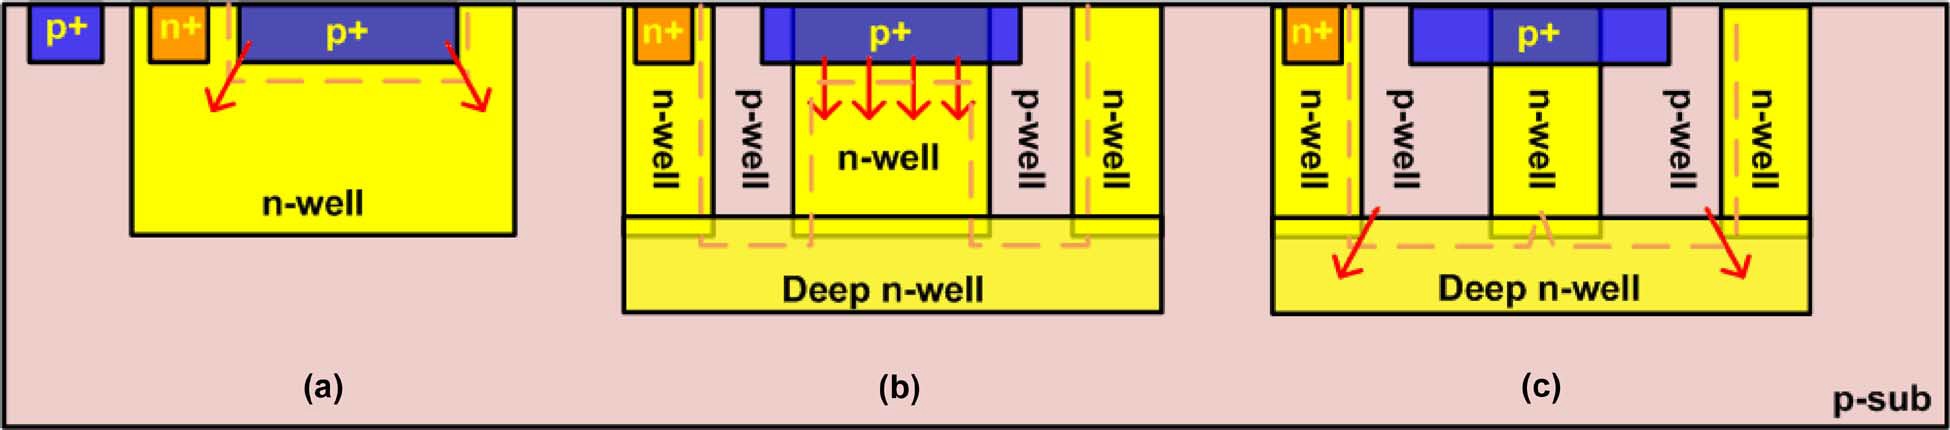 p+
n+
p+
n-well
(a)
n+
p+
n-well
p-well
n-well
p-well
n-well
Deep n-well
(b)
n+
p+
n-well
p-well
n-well
p-well
n-well
Deep n-well
(c)
p-sub